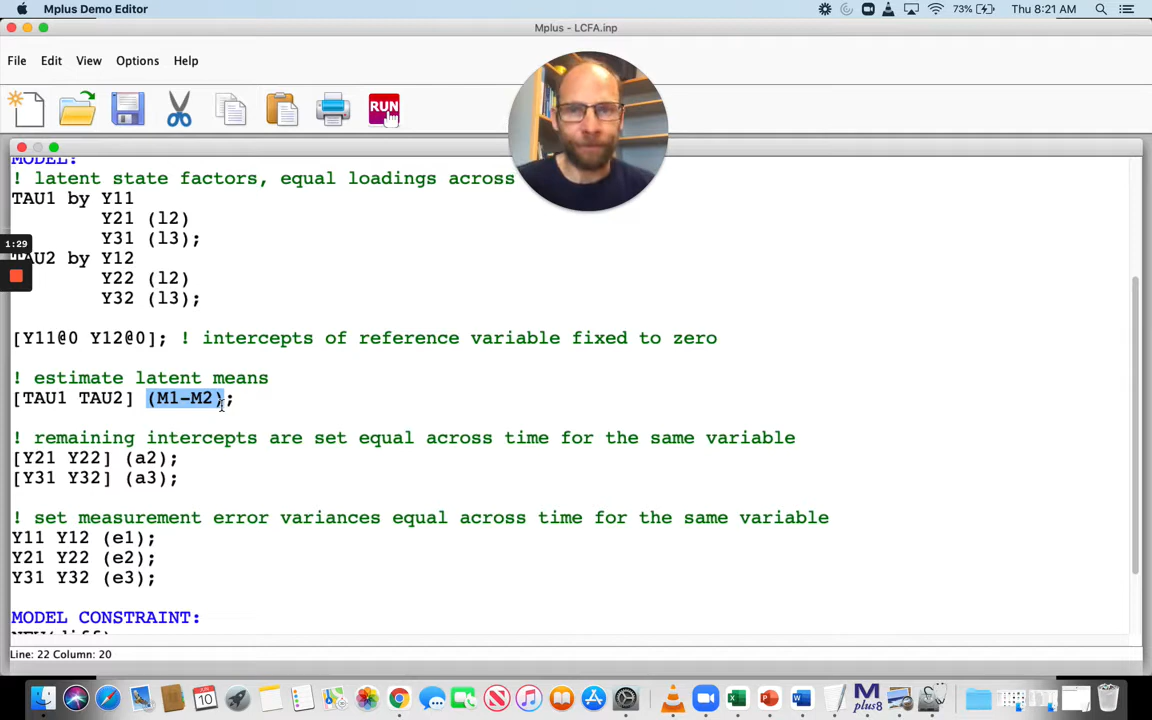 Mplus Demo Editor
73%
Thu 8:21 AM
Mplus - LCFA.inp
File Edit View Options Help
RUN
MODEL:
! latent state factors, equal loadings across
TAU1 by Y11
Y21 (l2)
Y31 (l3);
1:29
TAU2 by Y12
Y22 (l2)
Y32 (l3);
[Y11@0 Y12@0]; ! intercepts of reference variable fixed to zero
! estimate latent means
[TAU1 TAU2] (M1-M2);
! remaining intercepts are set equal across time for the same variable
[Y21 Y22] (a2);
[Y31 Y32] (a3);
! set measurement error variances equal across time for the same variable
Y11 Y12 (e1);
Y21 Y22 (e2);
Y31 Y32 (e3);
MODEL CONSTRAINT:
NEW(diff)
Line: 22 Column: 20
10
M
plus8